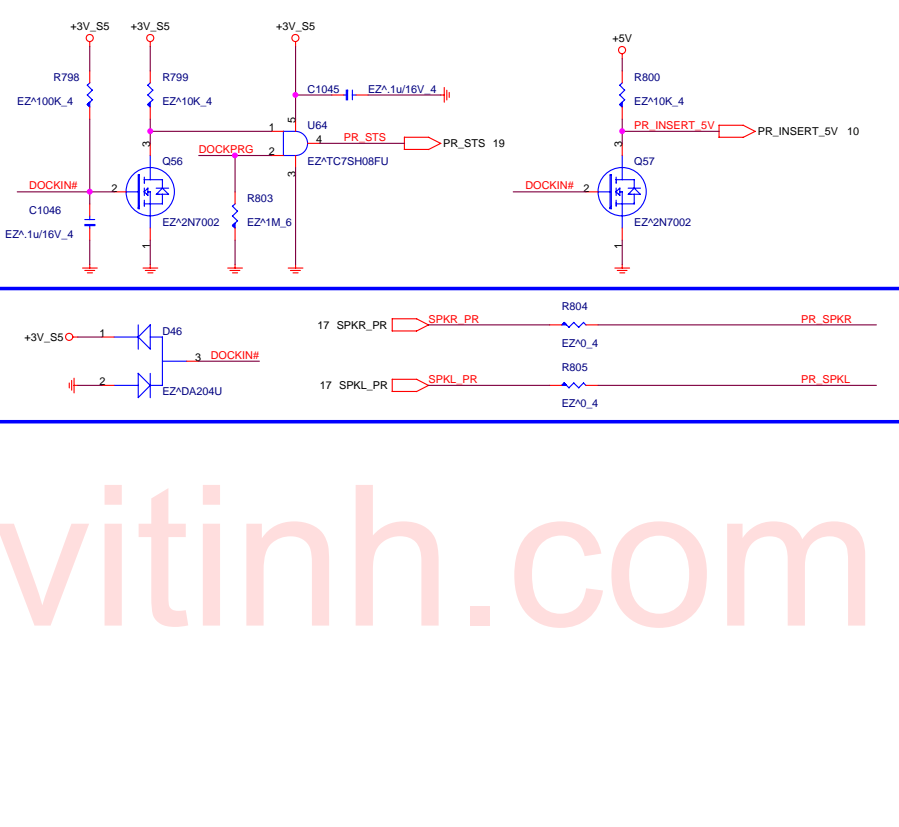 +3V_S5 +3V_S5 +3V_S5
+5V
R798 R799 R800
C1045 EZ^.1u/16V_4
EZ^100K_4 EZ^10K_4 EZ^10K_4
5
U64
1
PR_INSERT_5V PR_INSERT_5V 10
PR_STS 4 PR_STS 19
DOCKPRG 2
3
3
EZ^TC7SH08FU
Q56
Q57
3
DOCKIN# 2
DOCKIN# 2
R803
C1046
EZ^2N7002 EZ^1M_6 EZ^2N7002
EZ^.1u/16V_4
1
1
R804
17 SPKR_PR SPKR_PR PR_SPKR
D46
+3V_S5 1
EZ^0_4
3 DOCKIN#
R805
2
17 SPKL_PR SPKL_PR PR_SPKL
EZ^DA204U
EZ^0_4
vitinh.com